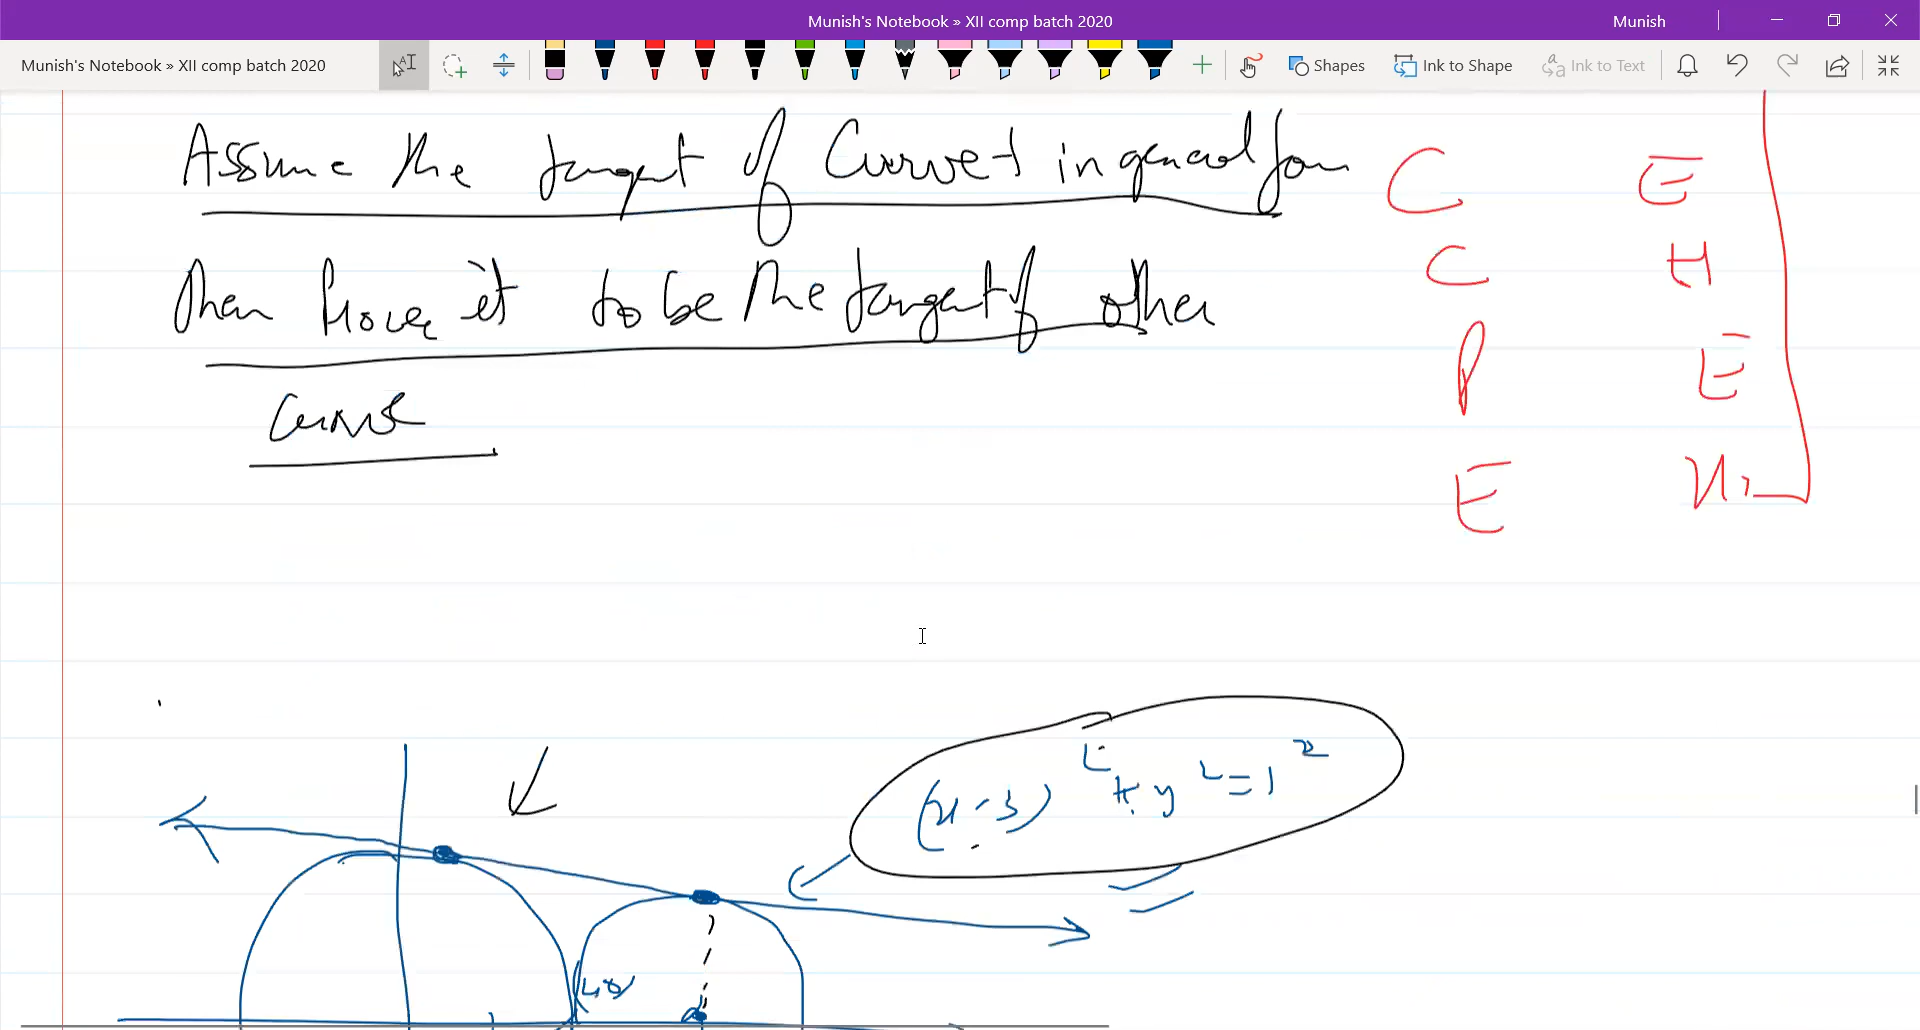 Munish's Notebook » XII comp batch 2020
Munish
Munish's Notebook » XII comp batch 2020
Shapes
Ink to Shape
Ink to Text
Assume the tangent of Curve-1 in general form
C E
Then Prove it to be the tangent of other
C H
P E
Curve
E H
(x-3)² + y² = 1²